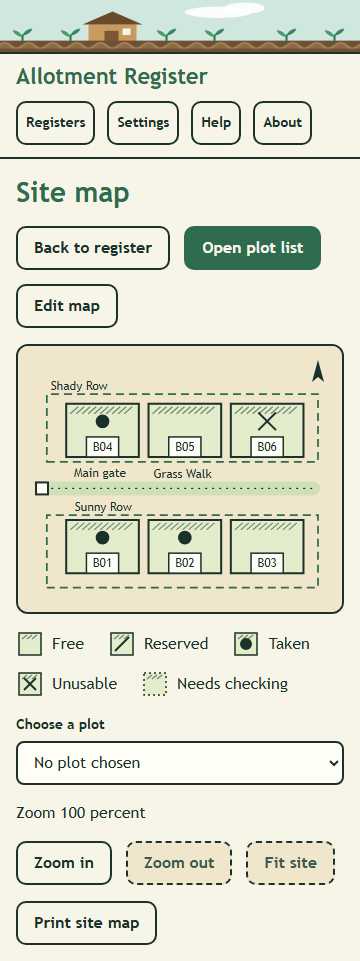 Allotment Register
Registers Settings Help About
Site map
Back to register Open plot list
Edit map
Shady Row
B04 B05 B06
Main gate Grass Walk
Sunny Row
B01 B02 B03
Free Reserved Taken
Unusable Needs checking
Choose a plot
No plot chosen
Zoom 100 percent
Zoom in Zoom out Fit site
Print site map